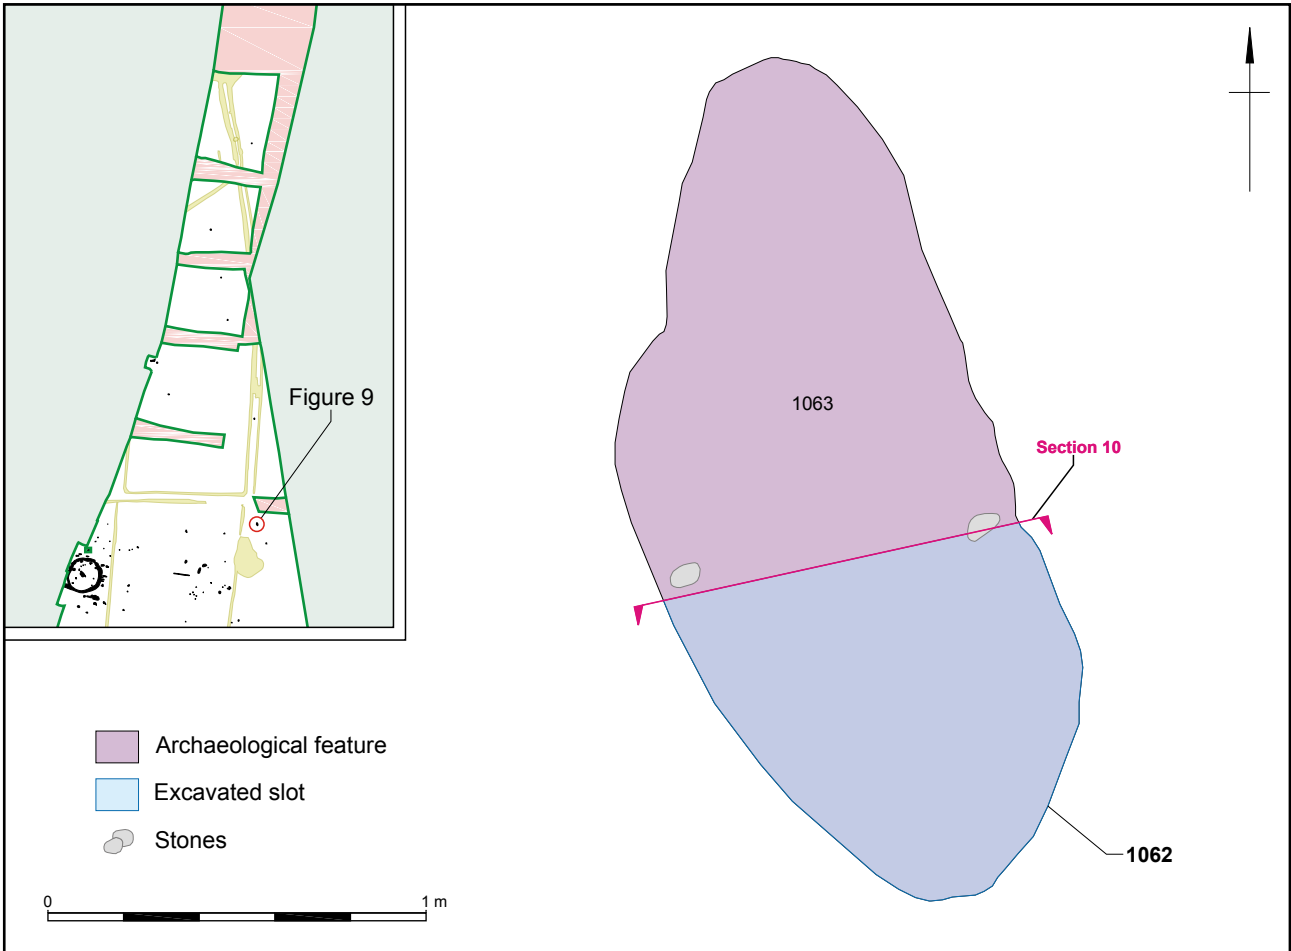 Figure 9
1063
Section 10
Archaeological feature
Excavated slot
Stones
1062
0 1 m